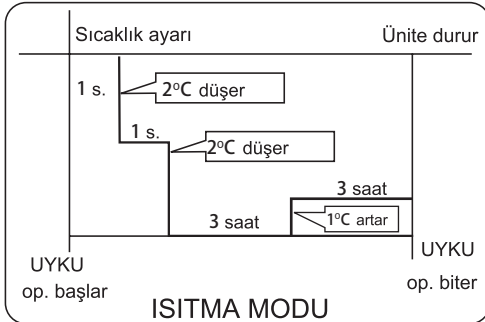 Sıcaklık ayarı
Ünite durur
1 s.
2°C düşer
1 s.
2°C düşer
3 saat
3 saat
1°C artar
UYKU
op. başlar
UYKU
op. biter
ISITMA MODU